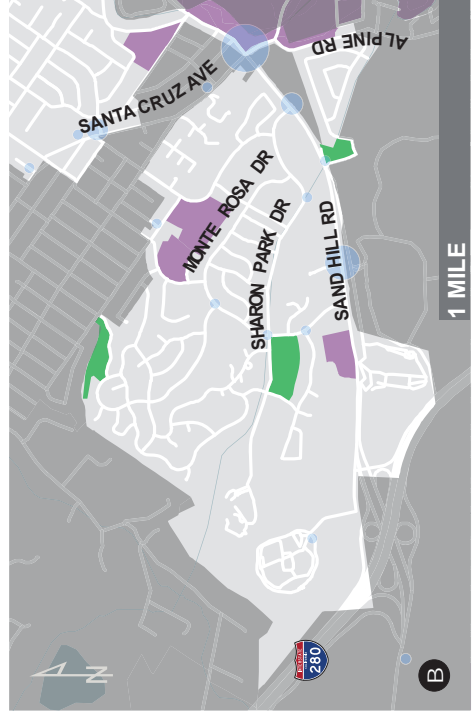 ALPINE RD
SANTA CRUZ AVE
MONTE ROSA DR
SHARON PARK DR
SAND HILL RD
1 MILE
N
280
B